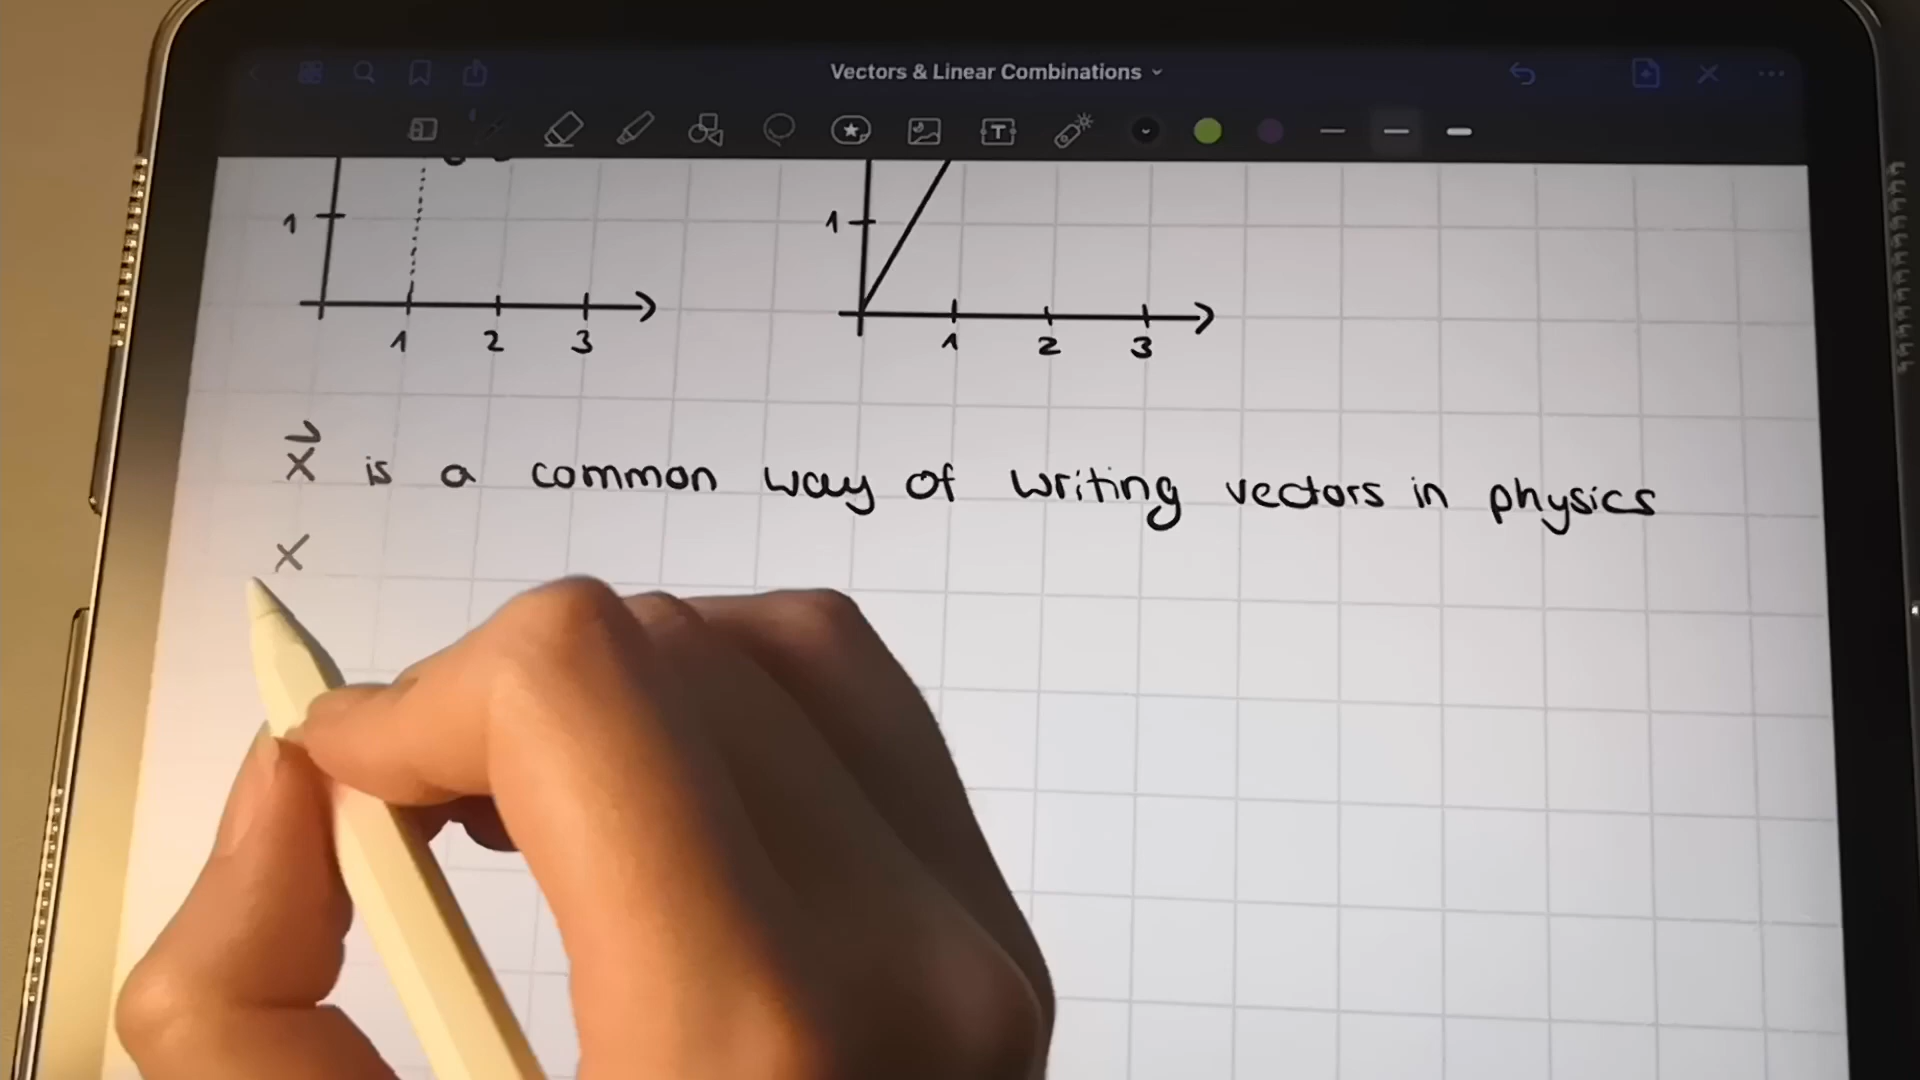 Vectors & Linear Combinations
T
1
1
1 2 3
1 2 3
x⃗ is a common way of writing vectors in physics
x